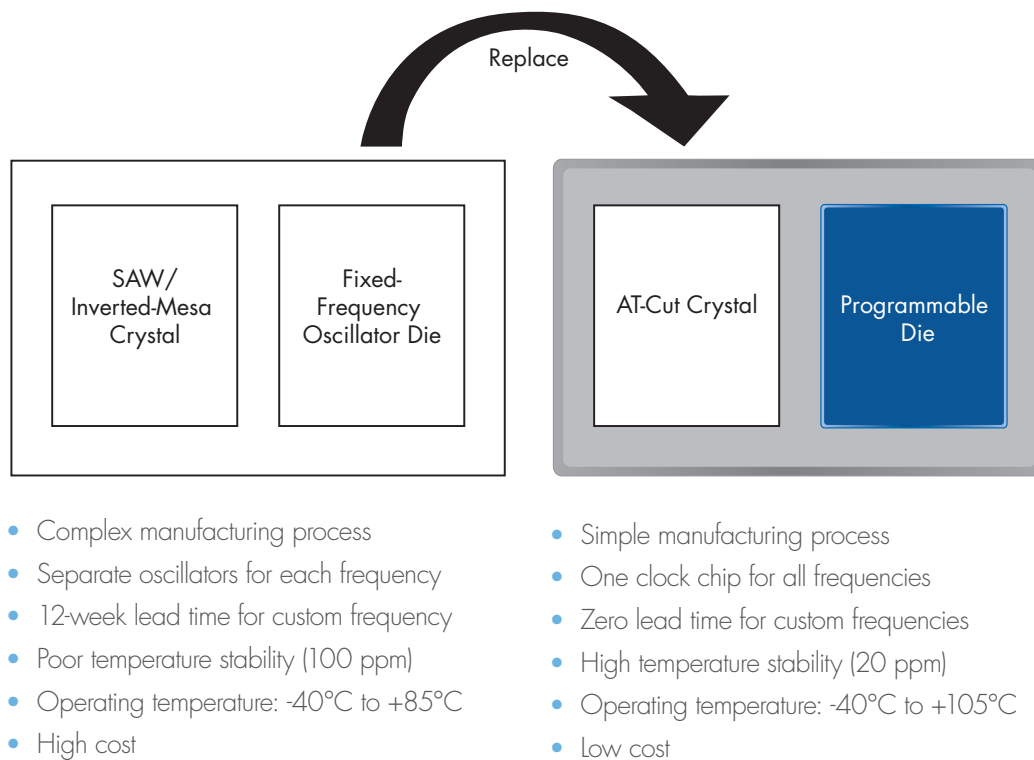 Replace
SAW/
Inverted-Mesa
Crystal
Fixed-
Frequency
Oscillator Die
AT-Cut Crystal
Programmable
Die
• Complex manufacturing process
• Separate oscillators for each frequency
• 12-week lead time for custom frequency
• Poor temperature stability (100 ppm)
• Operating temperature: -40°C to +85°C
• High cost
• Simple manufacturing process
• One clock chip for all frequencies
• Zero lead time for custom frequencies
• High temperature stability (20 ppm)
• Operating temperature: -40°C to +105°C
• Low cost